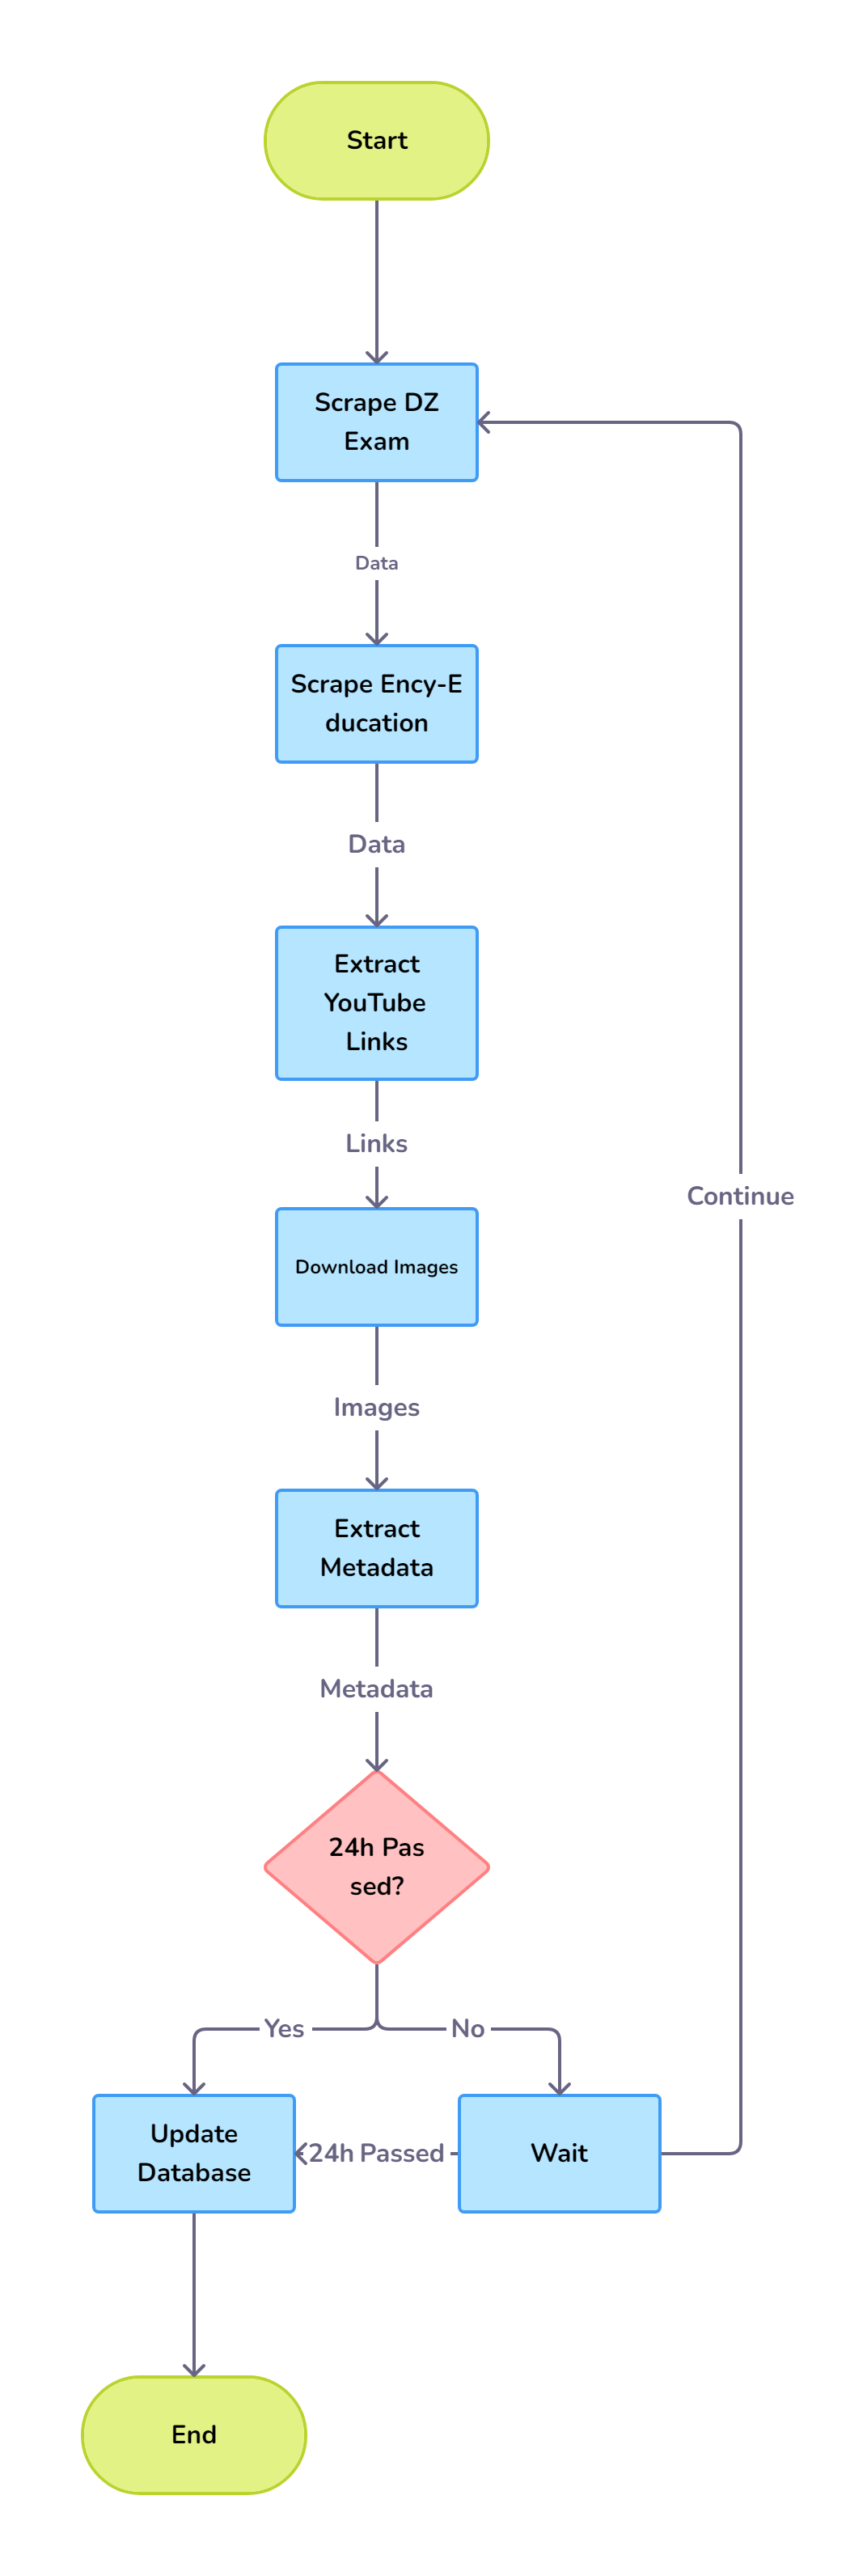 Start
Scrape DZ
Exam
Data
Scrape Ency-E
ducation
Data
Extract
YouTube
Links
Links
Continue
Download Images
Images
Extract
Metadata
Metadata
24h Pas
sed?
Yes
No
Update
Database
24h Passed
Wait
End